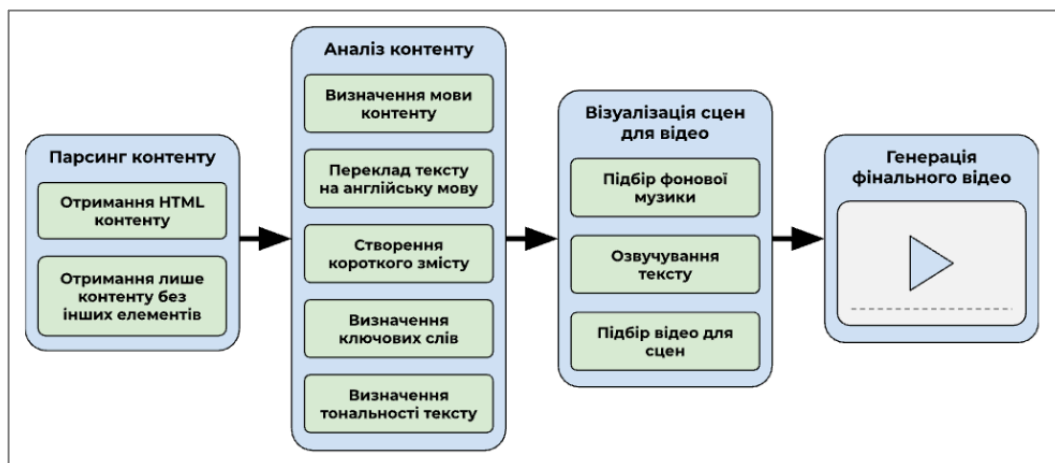 Парсинг контенту
Отримання HTML
контенту
Отримання лише
контенту без
інших елементів
Аналіз контенту
Визначення мови
контенту
Переклад тексту
на англійську мову
Створення
короткого змісту
Визначення
ключових слів
Визначення
тональності тексту
Візуалізація сцен
для відео
Підбір фонової
музики
Озвучування
тексту
Підбір відео для
сцен
Генерація
фінального відео